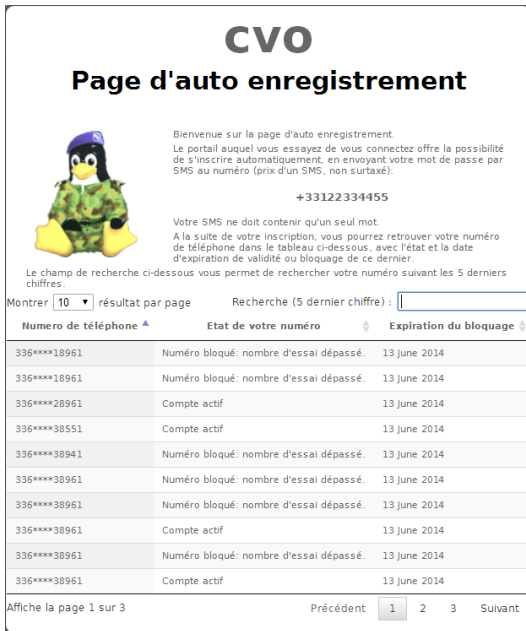 CVO
Page d'auto enregistrement
Bienvenue sur la page d'auto enregistrement.
Le portail auquel vous essayez de vous connectez offre la possibilité
de s'inscrire automatiquement, en envoyant votre mot de passe par
SMS au numéro (prix d'un SMS, non surtaxé):
+33122334455
Votre SMS ne doit contenir qu'un seul mot.
A la suite de votre inscription, vous pourrez retrouver votre numéro
de téléphone dans le tableau ci-dessous, avec l'état et la date
d'expiration de validité ou bloquage de ce dernier.
Le champ de recherche ci-dessous vous permet de rechercher votre numéro suivant les 5 derniers
chiffres.
Montrer 10 résultat par page Recherche (5 dernier chiffre) :
Numero de téléphone Etat de votre numéro Expiration du bloquage
336****18961 Numéro bloqué: nombre d'essai dépassé. 13 June 2014
336****18961 Numéro bloqué: nombre d'essai dépassé. 13 June 2014
336****28961 Compte actif 13 June 2014
336****38551 Compte actif 13 June 2014
336****38941 Numéro bloqué: nombre d'essai dépassé. 13 June 2014
336****38961 Numéro bloqué: nombre d'essai dépassé. 13 June 2014
336****38961 Numéro bloqué: nombre d'essai dépassé. 13 June 2014
336****38961 Compte actif 13 June 2014
336****38961 Numéro bloqué: nombre d'essai dépassé. 13 June 2014
336****38961 Compte actif 13 June 2014
Affiche la page 1 sur 3 Précédent 1 2 3 Suivant